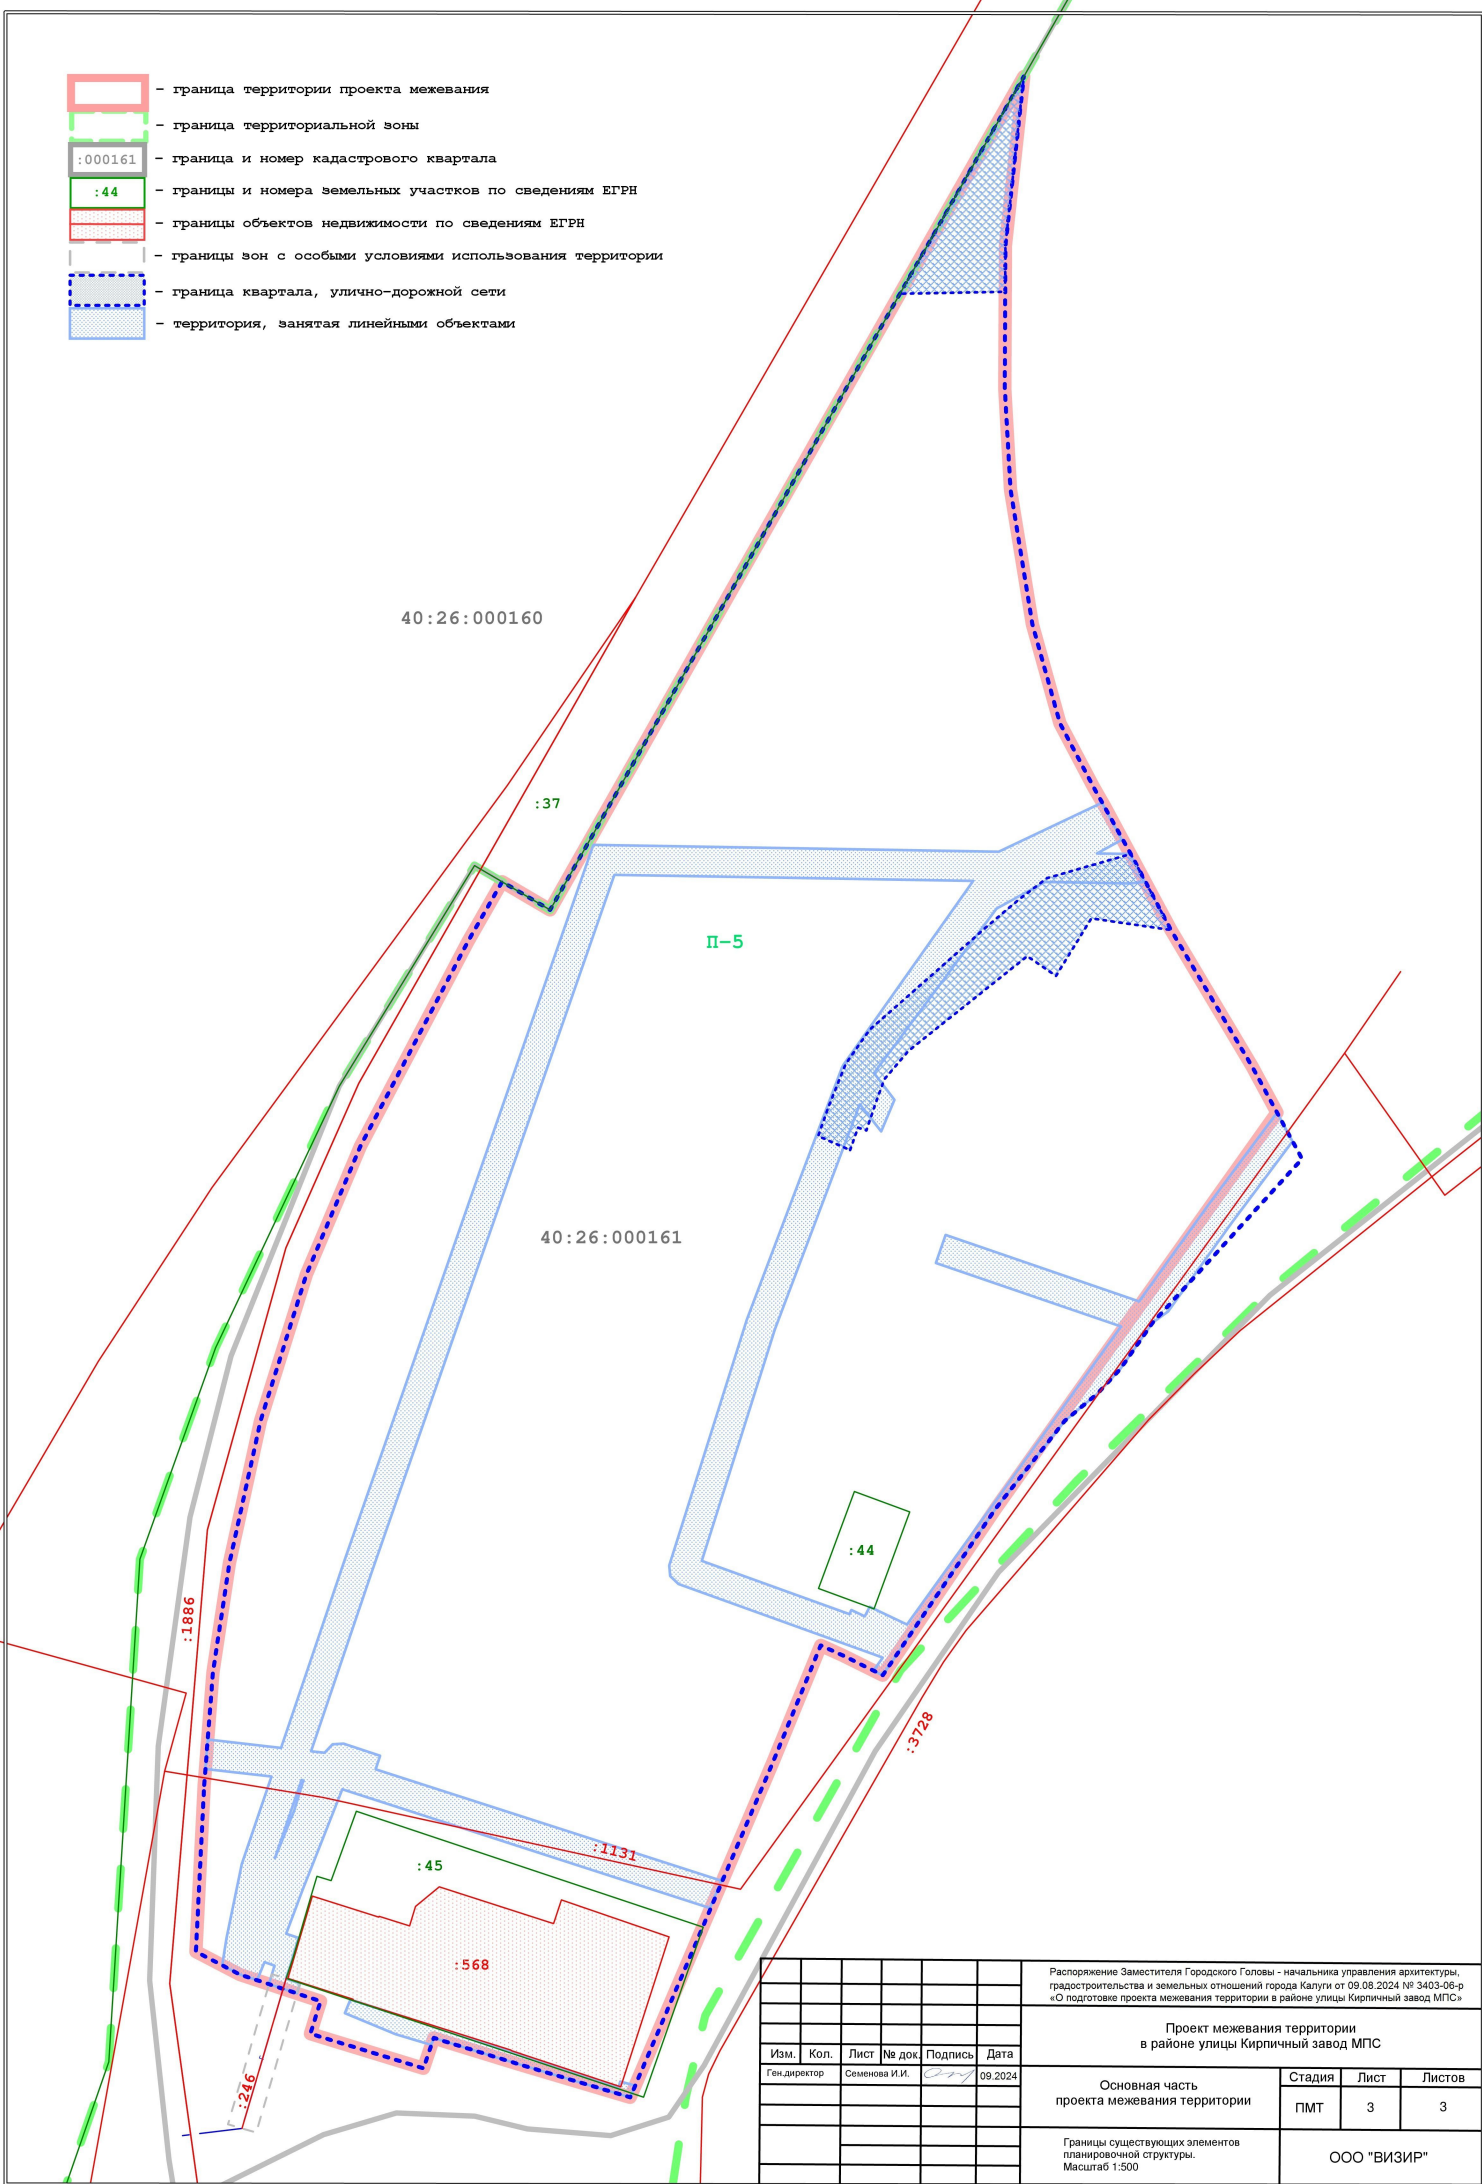 - граница территории проекта межевания
- граница территориальной зоны
:000161 - граница и номер кадастрового квартала
:44 - границы и номера земельных участков по сведениям ЕГРН
- границы объектов недвижимости по сведениям ЕГРН
- границы зон с особыми условиями использования территории
- граница квартала, улично-дорожной сети
- территория, занятая линейными объектами
40:26:000160
:37
П-5
40:26:000161
:44
:1886
:3728
:1131
:45
:568
:246
Распоряжение Заместителя Городского Головы - начальника управления архитектуры,
градостроительства и земельных отношений города Калуги от 09.08.2024 № 3403-06-р
«О подготовке проекта межевания территории в районе улицы Кирпичный завод МПС»
Проект межевания территории
в районе улицы Кирпичный завод МПС
Изм. Кол. Лист № док. Подпись Дата
Ген.директор Семенова И.И. 09.2024
Основная часть
проекта межевания территории
Стадия Лист Листов
ПМТ 3 3
Границы существующих элементов
планировочной структуры.
Масштаб 1:500
ООО "ВИЗИР"